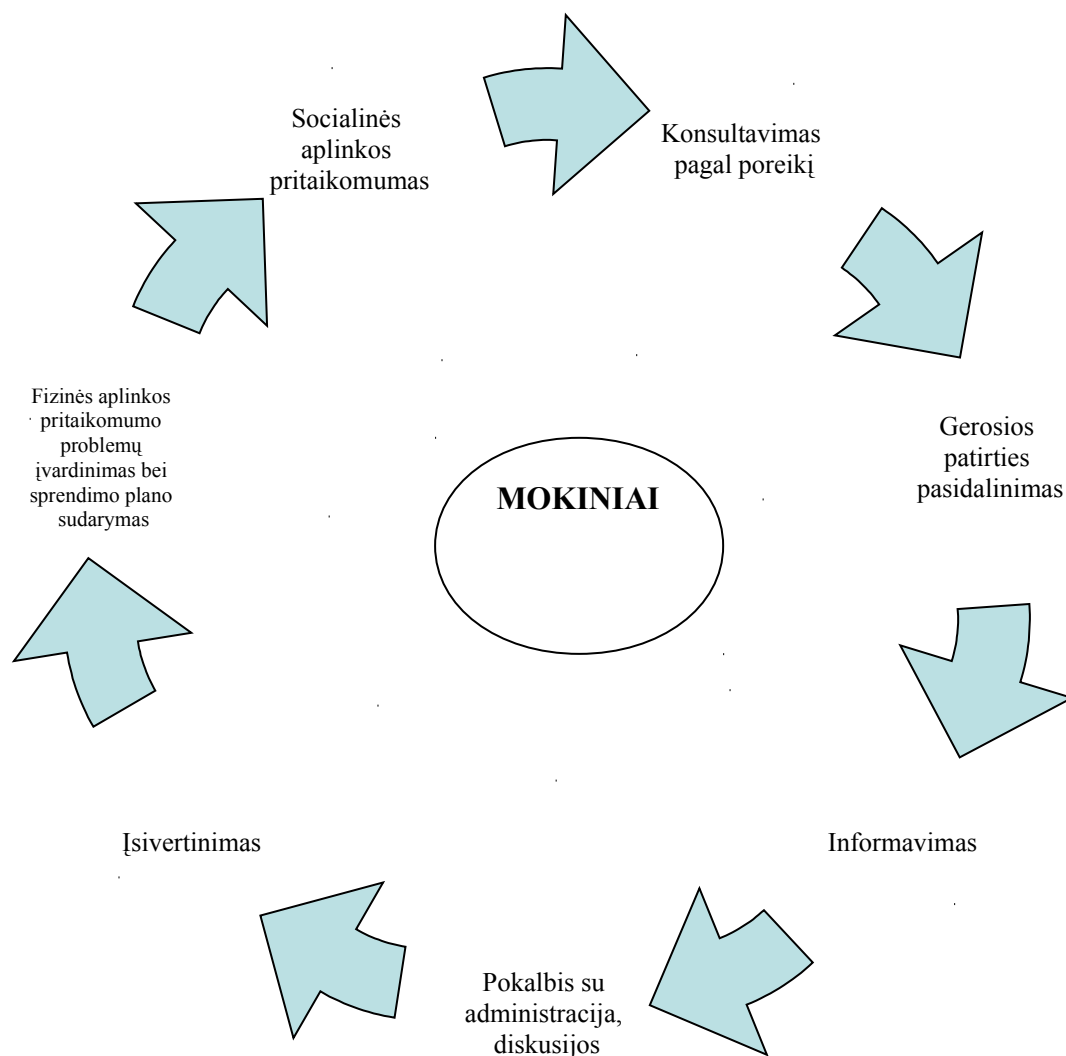 Socialinės
aplinkos
pritaikomumas
Konsultavimas
pagal poreikį
Gerosios
patirties
pasidalinimas
Informavimas
Pokalbis su
administracija,
diskusijos
Įsivertinimas
Fizinės aplinkos
pritaikomumo
problemų
įvardinimas bei
sprendimo plano
sudarymas
MOKINIAI